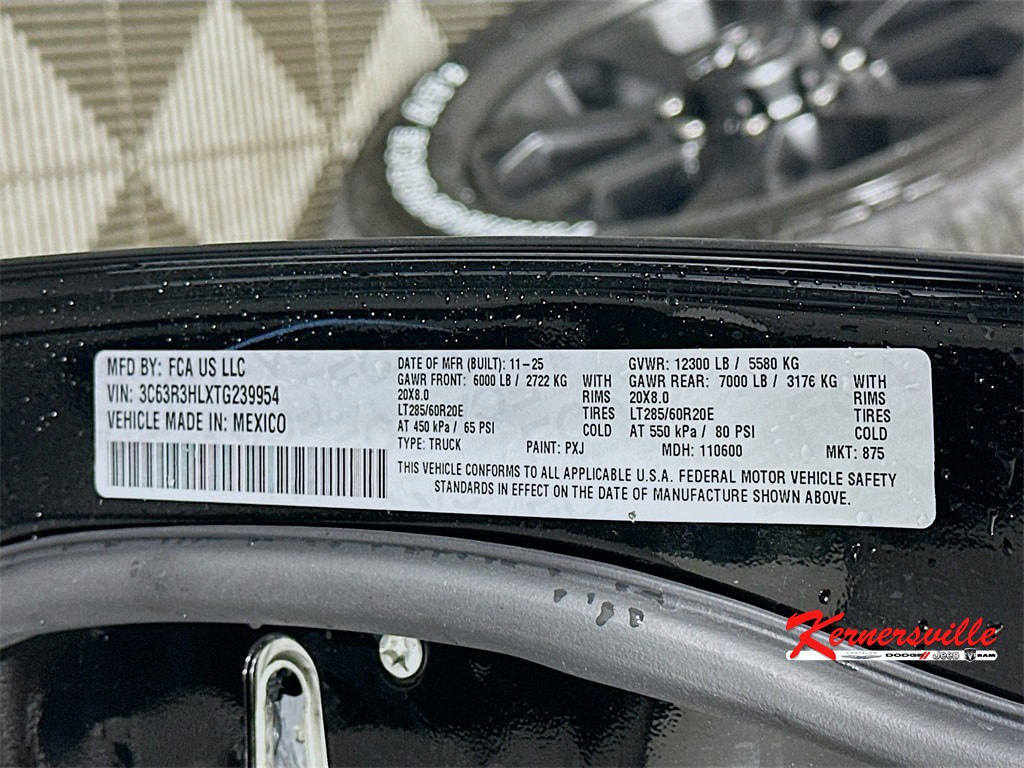 MFD BY: FCA US LLC
VIN: 3C63R3HLXTG239954
VEHICLE MADE IN: MEXICO
DATE OF MFR (BUILT): 11-25
GAWR FRONT: 6000 LB / 2722 KG WITH
20X8.0 RIMS
LT285/60R20E TIRES
AT 450 kPa / 65 PSI COLD
TYPE: TRUCK PAINT: PXJ
GVWR: 12300 LB / 5580 KG
GAWR REAR: 7000 LB / 3176 KG WITH
20X8.0 RIMS
LT285/60R20E TIRES
AT 550 kPa / 80 PSI COLD
MDH: 110600 MKT: 875
THIS VEHICLE CONFORMS TO ALL APPLICABLE U.S.A. FEDERAL MOTOR VEHICLE SAFETY
STANDARDS IN EFFECT ON THE DATE OF MANUFACTURE SHOWN ABOVE.
Kernersville
CHRYSLER DODGE Jeep RAM